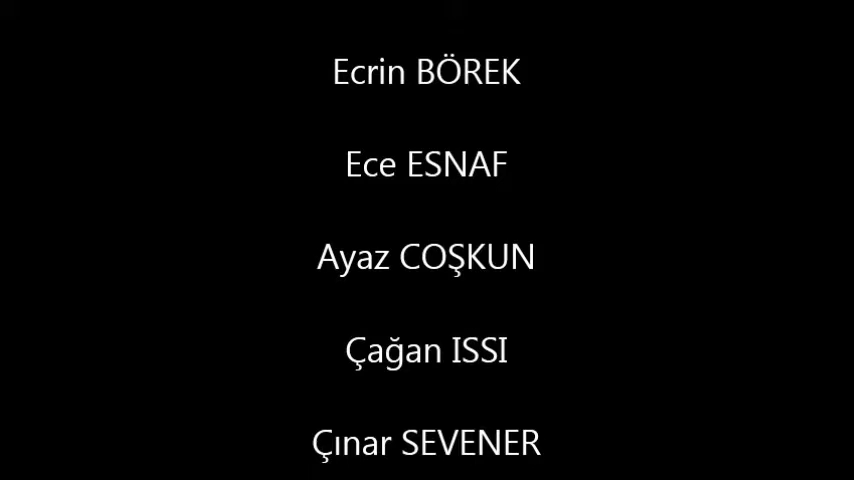 Ecrin BÖREK
Ece ESNAF
Ayaz COŞKUN
Çağan ISSI
Çınar SEVENER